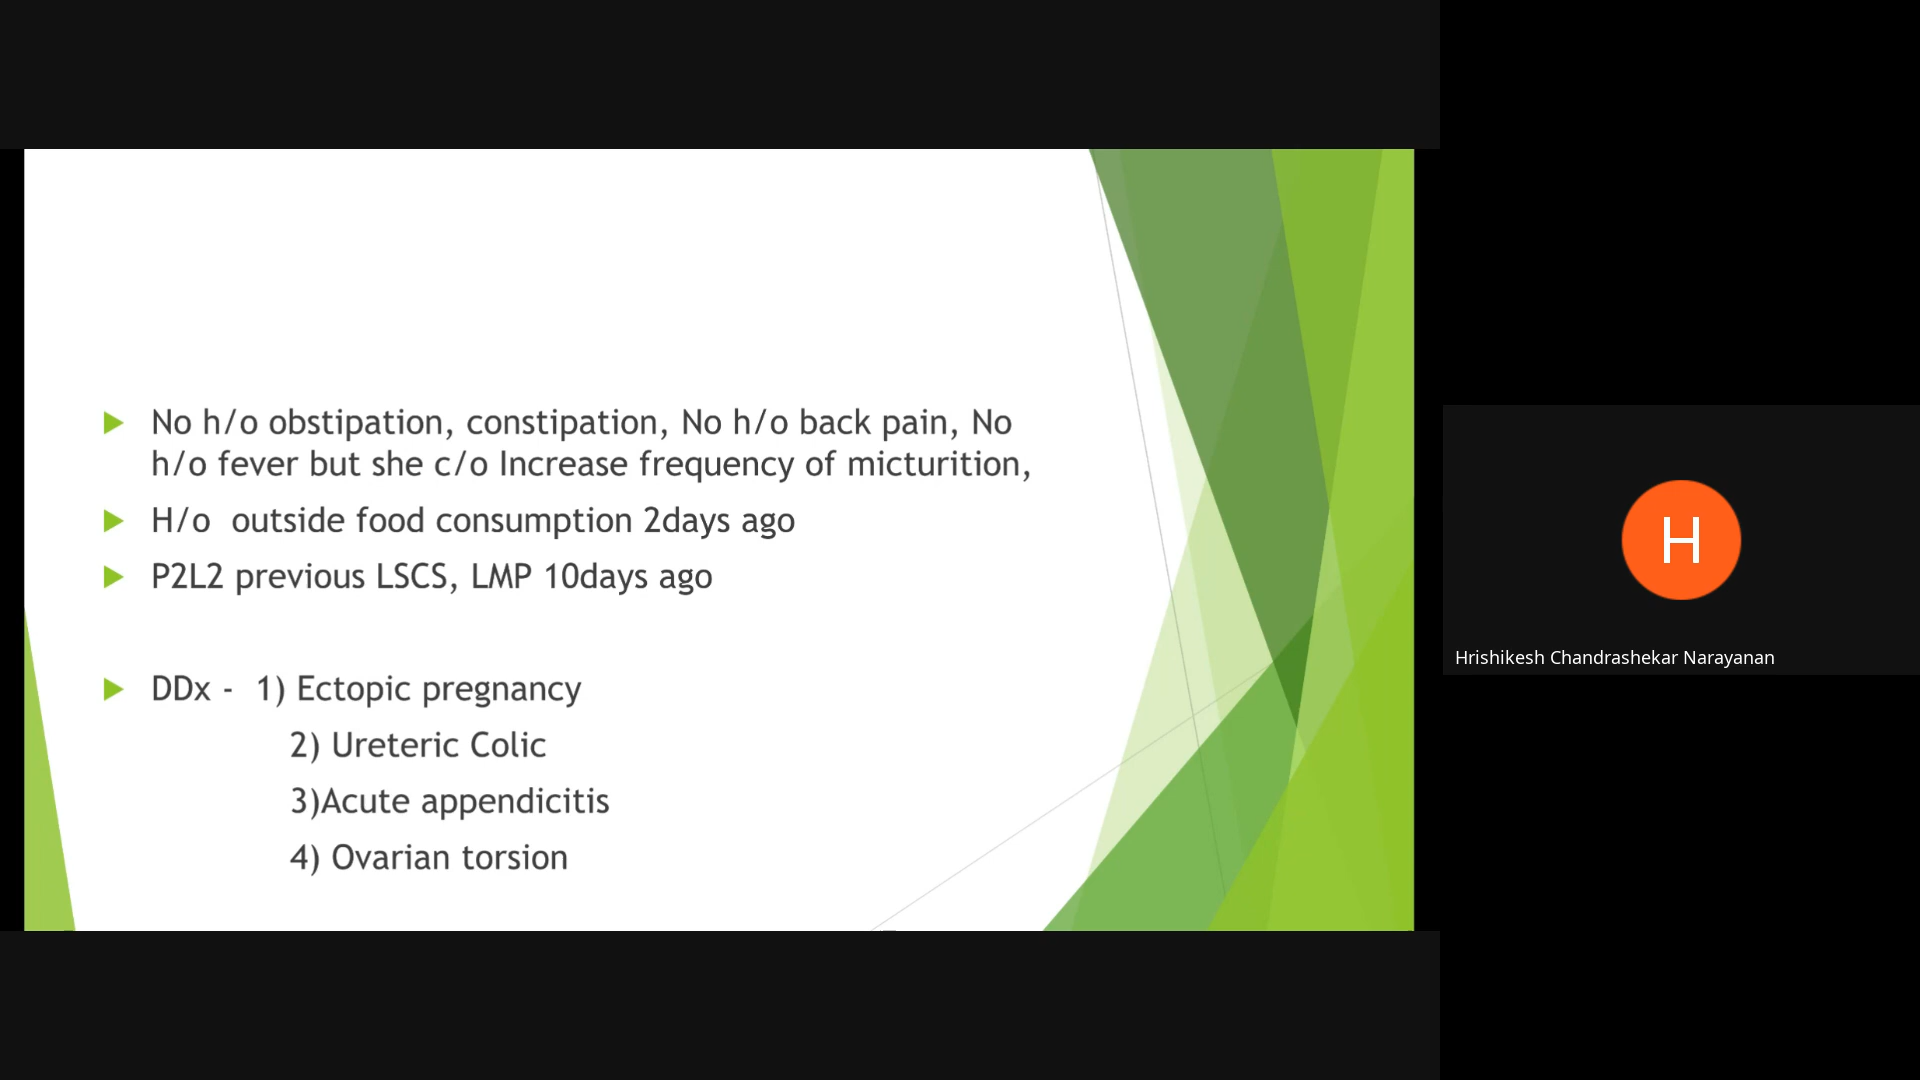 No h/o obstipation, constipation, No h/o back pain, No
h/o fever but she c/o Increase frequency of micturition,
H/o  outside food consumption 2days ago
P2L2 previous LSCS, LMP 10days ago
DDx -  1) Ectopic pregnancy
2) Ureteric Colic
3)Acute appendicitis
4) Ovarian torsion
H
Hrishikesh Chandrashekar Narayanan